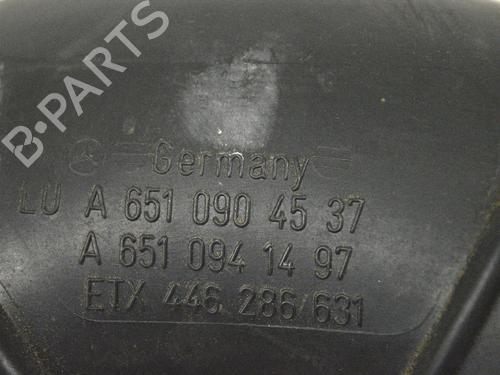 B-PARTS
Germany
LU A 651 090 45 37
A 651 094 14 97
ETX 446 286 631